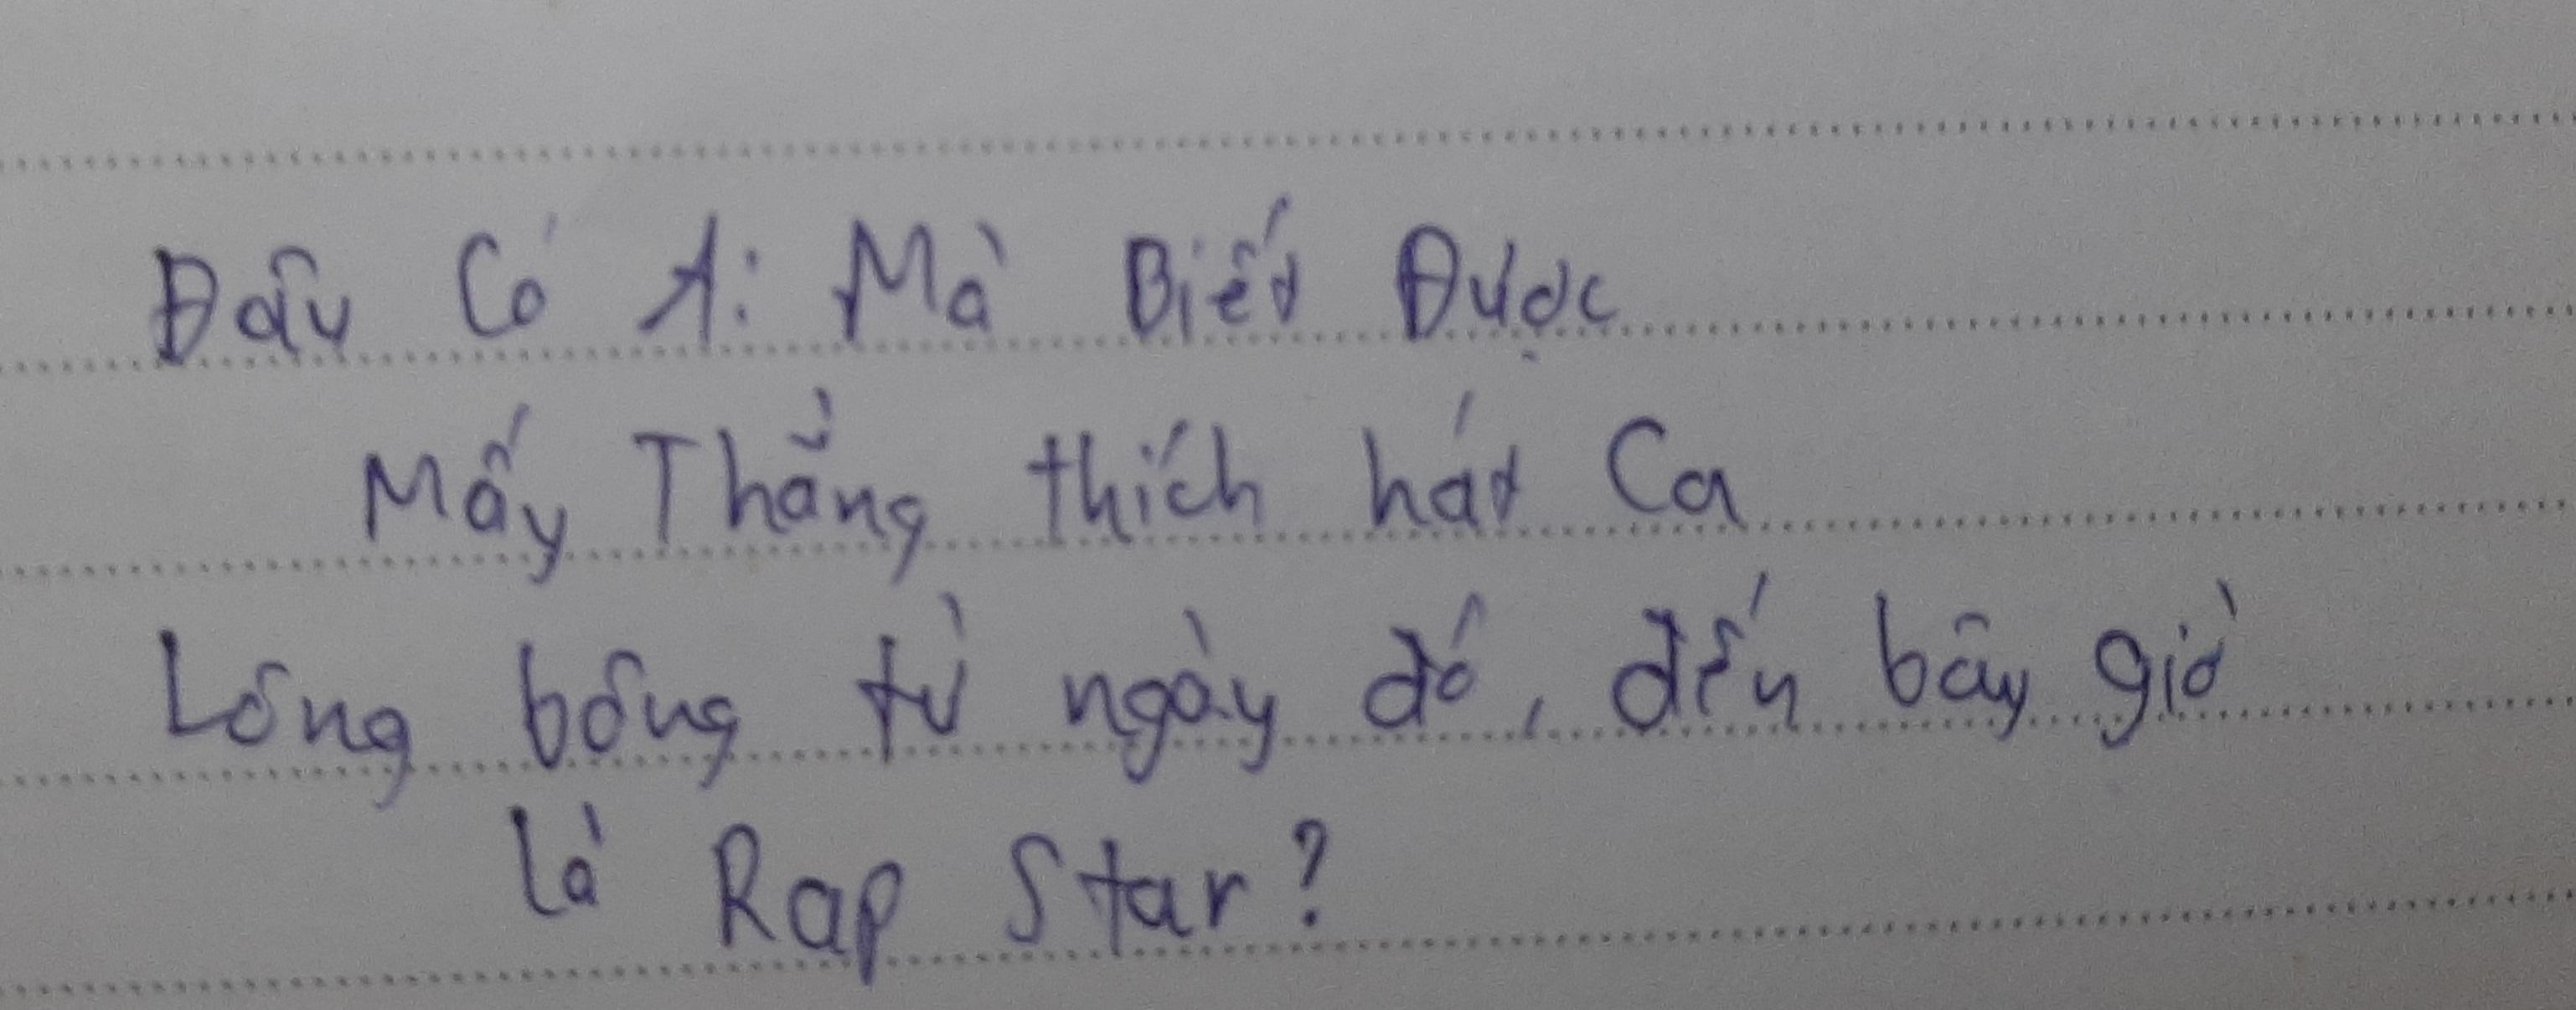 Đâu Có Ai Mà Biết Được
Mấy Thằng thích hát Ca
Lông bông từ ngày đó, đến bây giờ
là Rap Star?